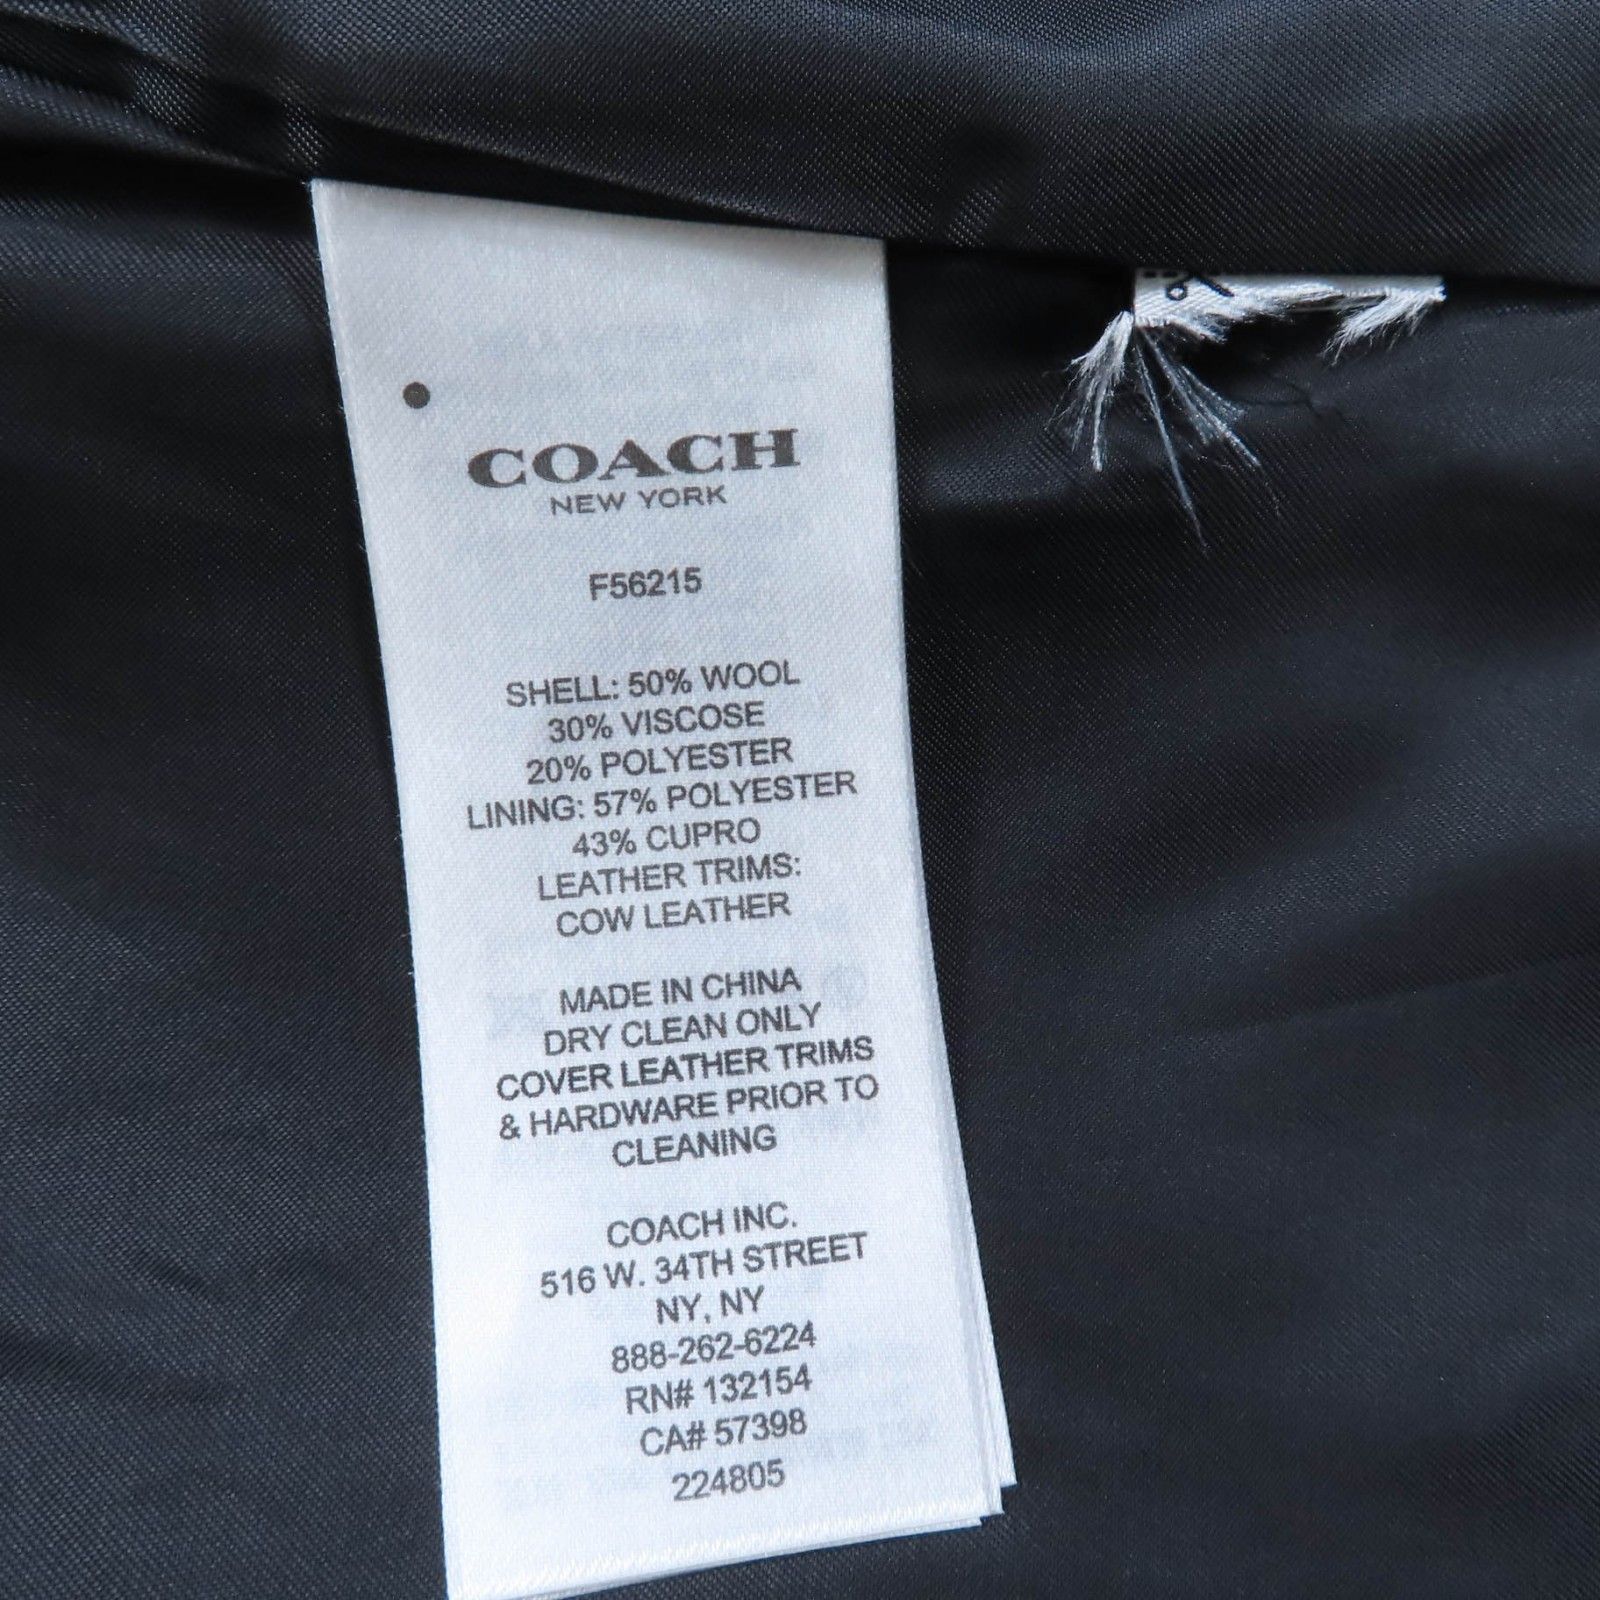 COACH
NEW YORK
F56215
SHELL: 50% WOOL
30% VISCOSE
20% POLYESTER
LINING: 57% POLYESTER
43% CUPRO
LEATHER TRIMS:
COW LEATHER
MADE IN CHINA
DRY CLEAN ONLY
COVER LEATHER TRIMS
& HARDWARE PRIOR TO
CLEANING
COACH INC.
516 W. 34TH STREET
NY, NY
888-262-6224
RN# 132154
CA# 57398
224805